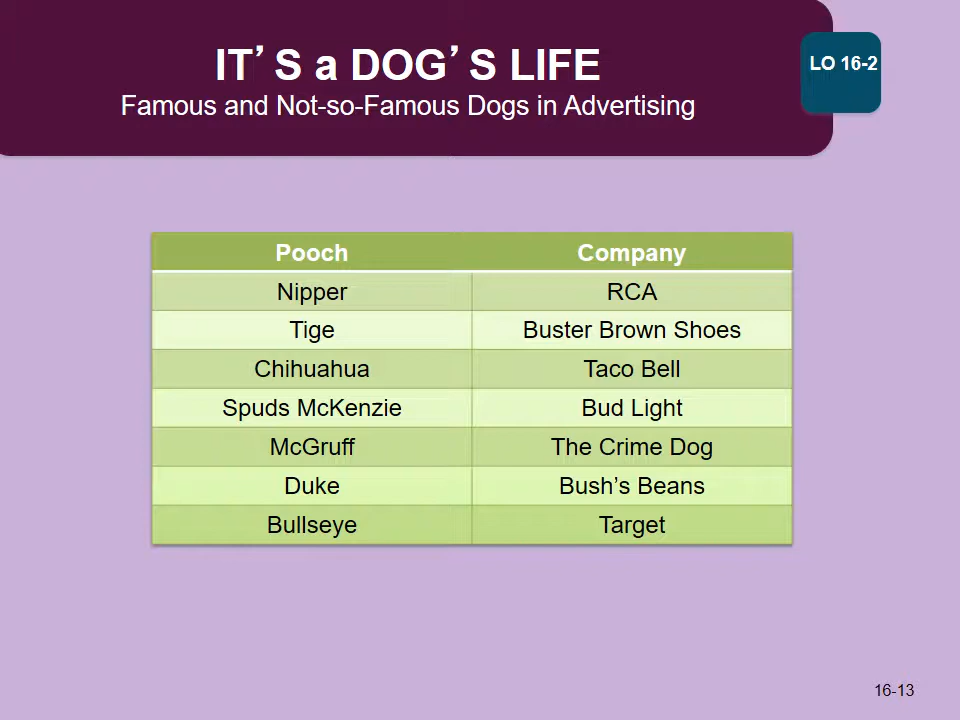 IT’S a DOG’S LIFE
Famous and Not-so-Famous Dogs in Advertising
LO 16-2
Pooch Company
Nipper RCA
Tige Buster Brown Shoes
Chihuahua Taco Bell
Spuds McKenzie Bud Light
McGruff The Crime Dog
Duke Bush’s Beans
Bullseye Target
16-13